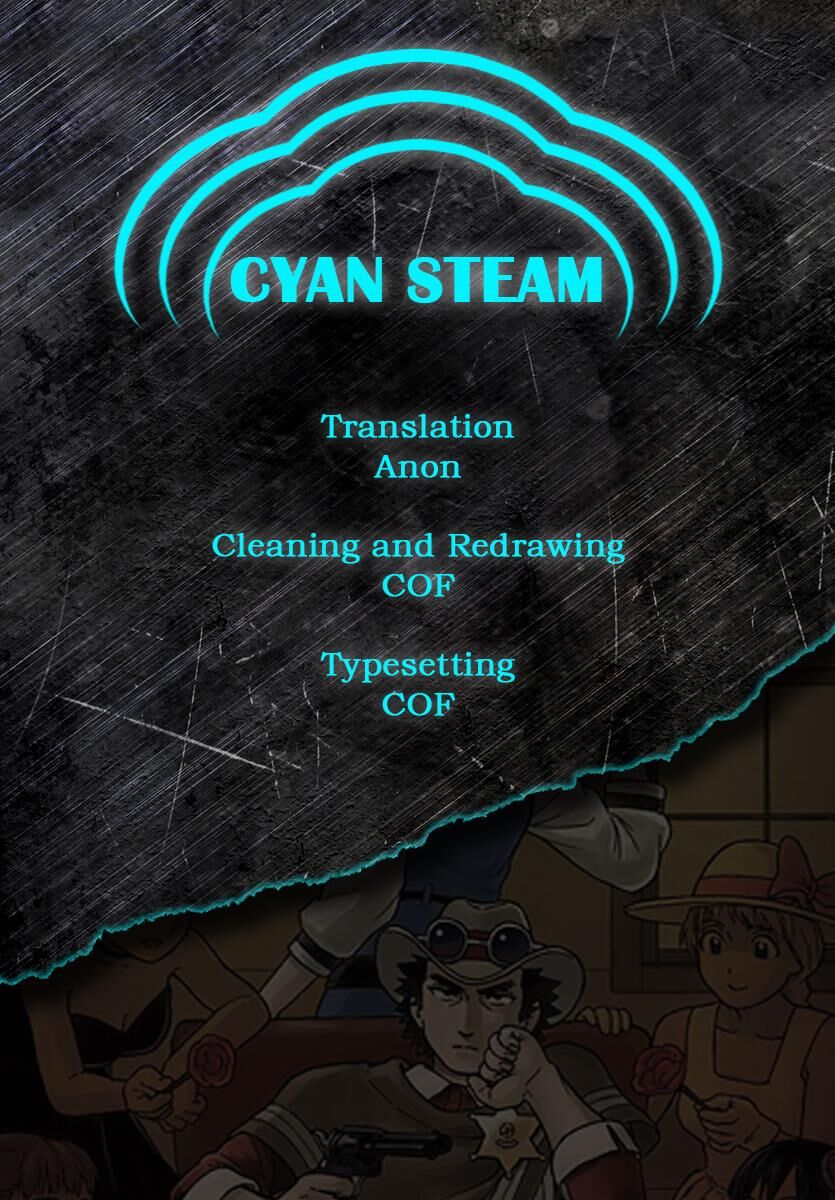 CYAN STEAM
Translation
Anon
Cleaning and Redrawing
COF
Typesetting
COF